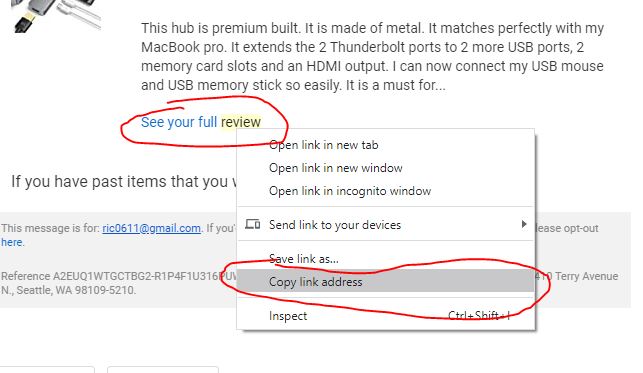 This hub is premium built. It is made of metal. It matches perfectly with my
MacBook pro. It extends the 2 Thunderbolt ports to 2 more USB ports, 2
memory card slots and an HDMI output. I can now connect my USB mouse
and USB memory stick so easily. It is a must for...
See your full review
Open link in new tab
Open link in new window
Open link in incognito window
Send link to your devices
Save link as...
Copy link address
Inspect Ctrl+Shift+I
If you have past items that you
This message is for: ric0611@gmail.com. If you' lease opt-out
here.
Reference A2EUQ1WTGCTBG2-R1P4F1U316 410 Terry Avenue
N., Seattle, WA 98109-5210.